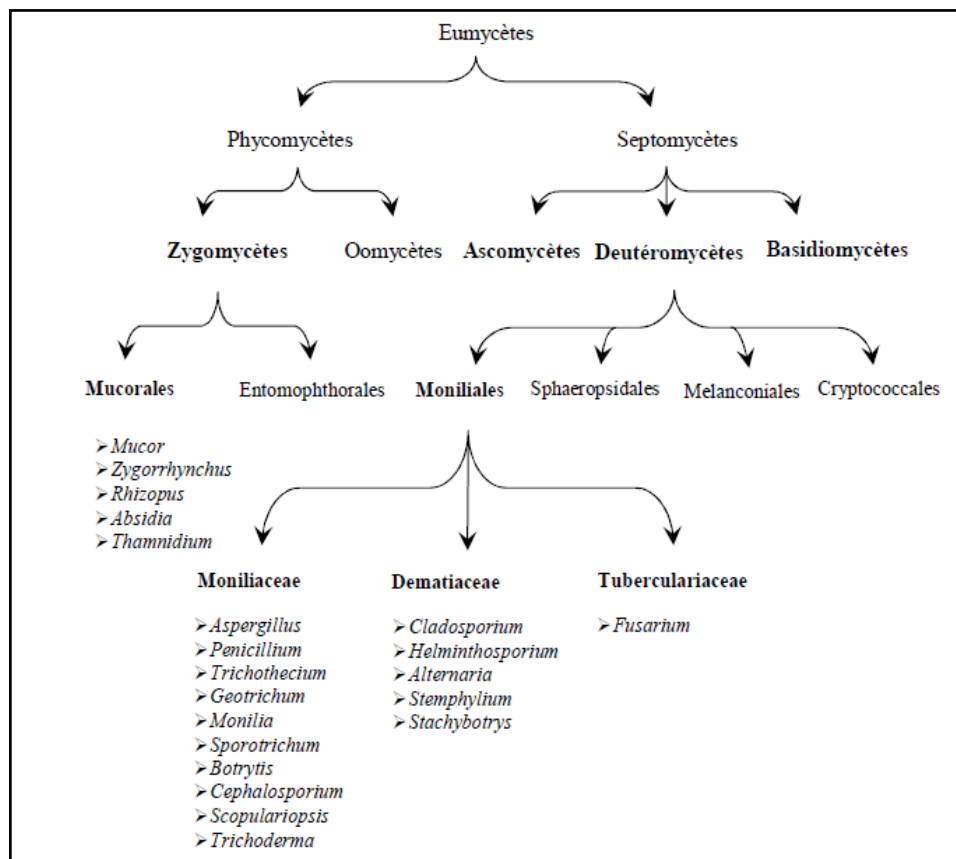 Eumycètes
Phycomycètes
Septomycètes
Zygomycètes
Oomycètes
Ascomycètes
Deutéromycètes
Basidiomycètes
Mucorales
Entomophthorales
Moniliales
Sphaeropsidales
Melanconiales
Cryptococcales
➢ Mucor
➢ Zygorrhynchus
➢ Rhizopus
➢ Absidia
➢ Thamnidium
Moniliaceae
➢ Aspergillus
➢ Penicillium
➢ Trichothecium
➢ Geotrichum
➢ Monilia
➢ Sporotrichum
➢ Botrytis
➢ Cephalosporium
➢ Scopulariopsis
➢ Trichoderma
Dematiaceae
➢ Cladosporium
➢ Helminthosporium
➢ Alternaria
➢ Stemphylium
➢ Stachybotrys
Tuberculariaceae
➢ Fusarium